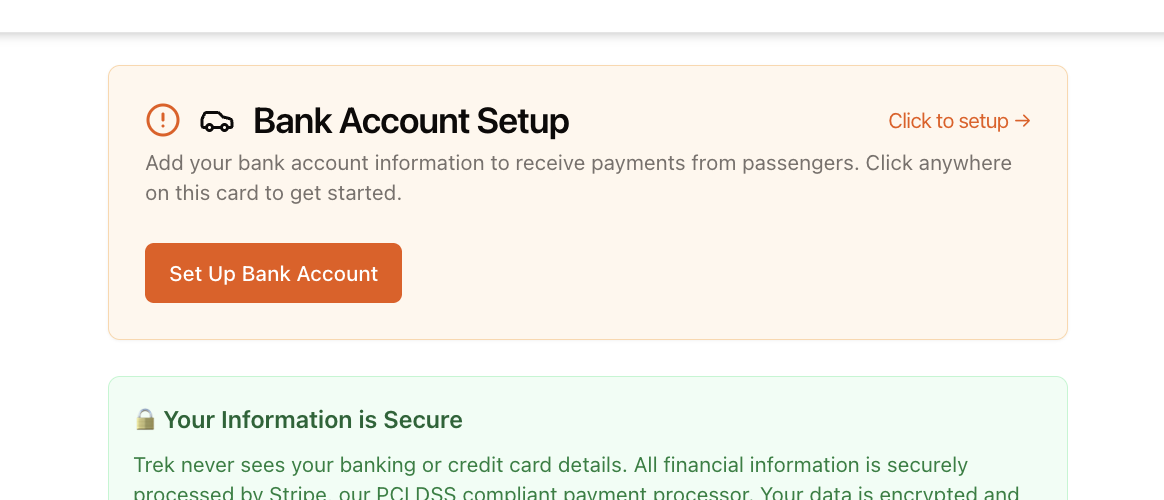 Bank Account Setup
Click to setup →
Add your bank account information to receive payments from passengers. Click anywhere
on this card to get started.
Set Up Bank Account
🔒 Your Information is Secure
Trek never sees your banking or credit card details. All financial information is securely
processed by Stripe, our PCI DSS compliant payment processor. Your data is encrypted and